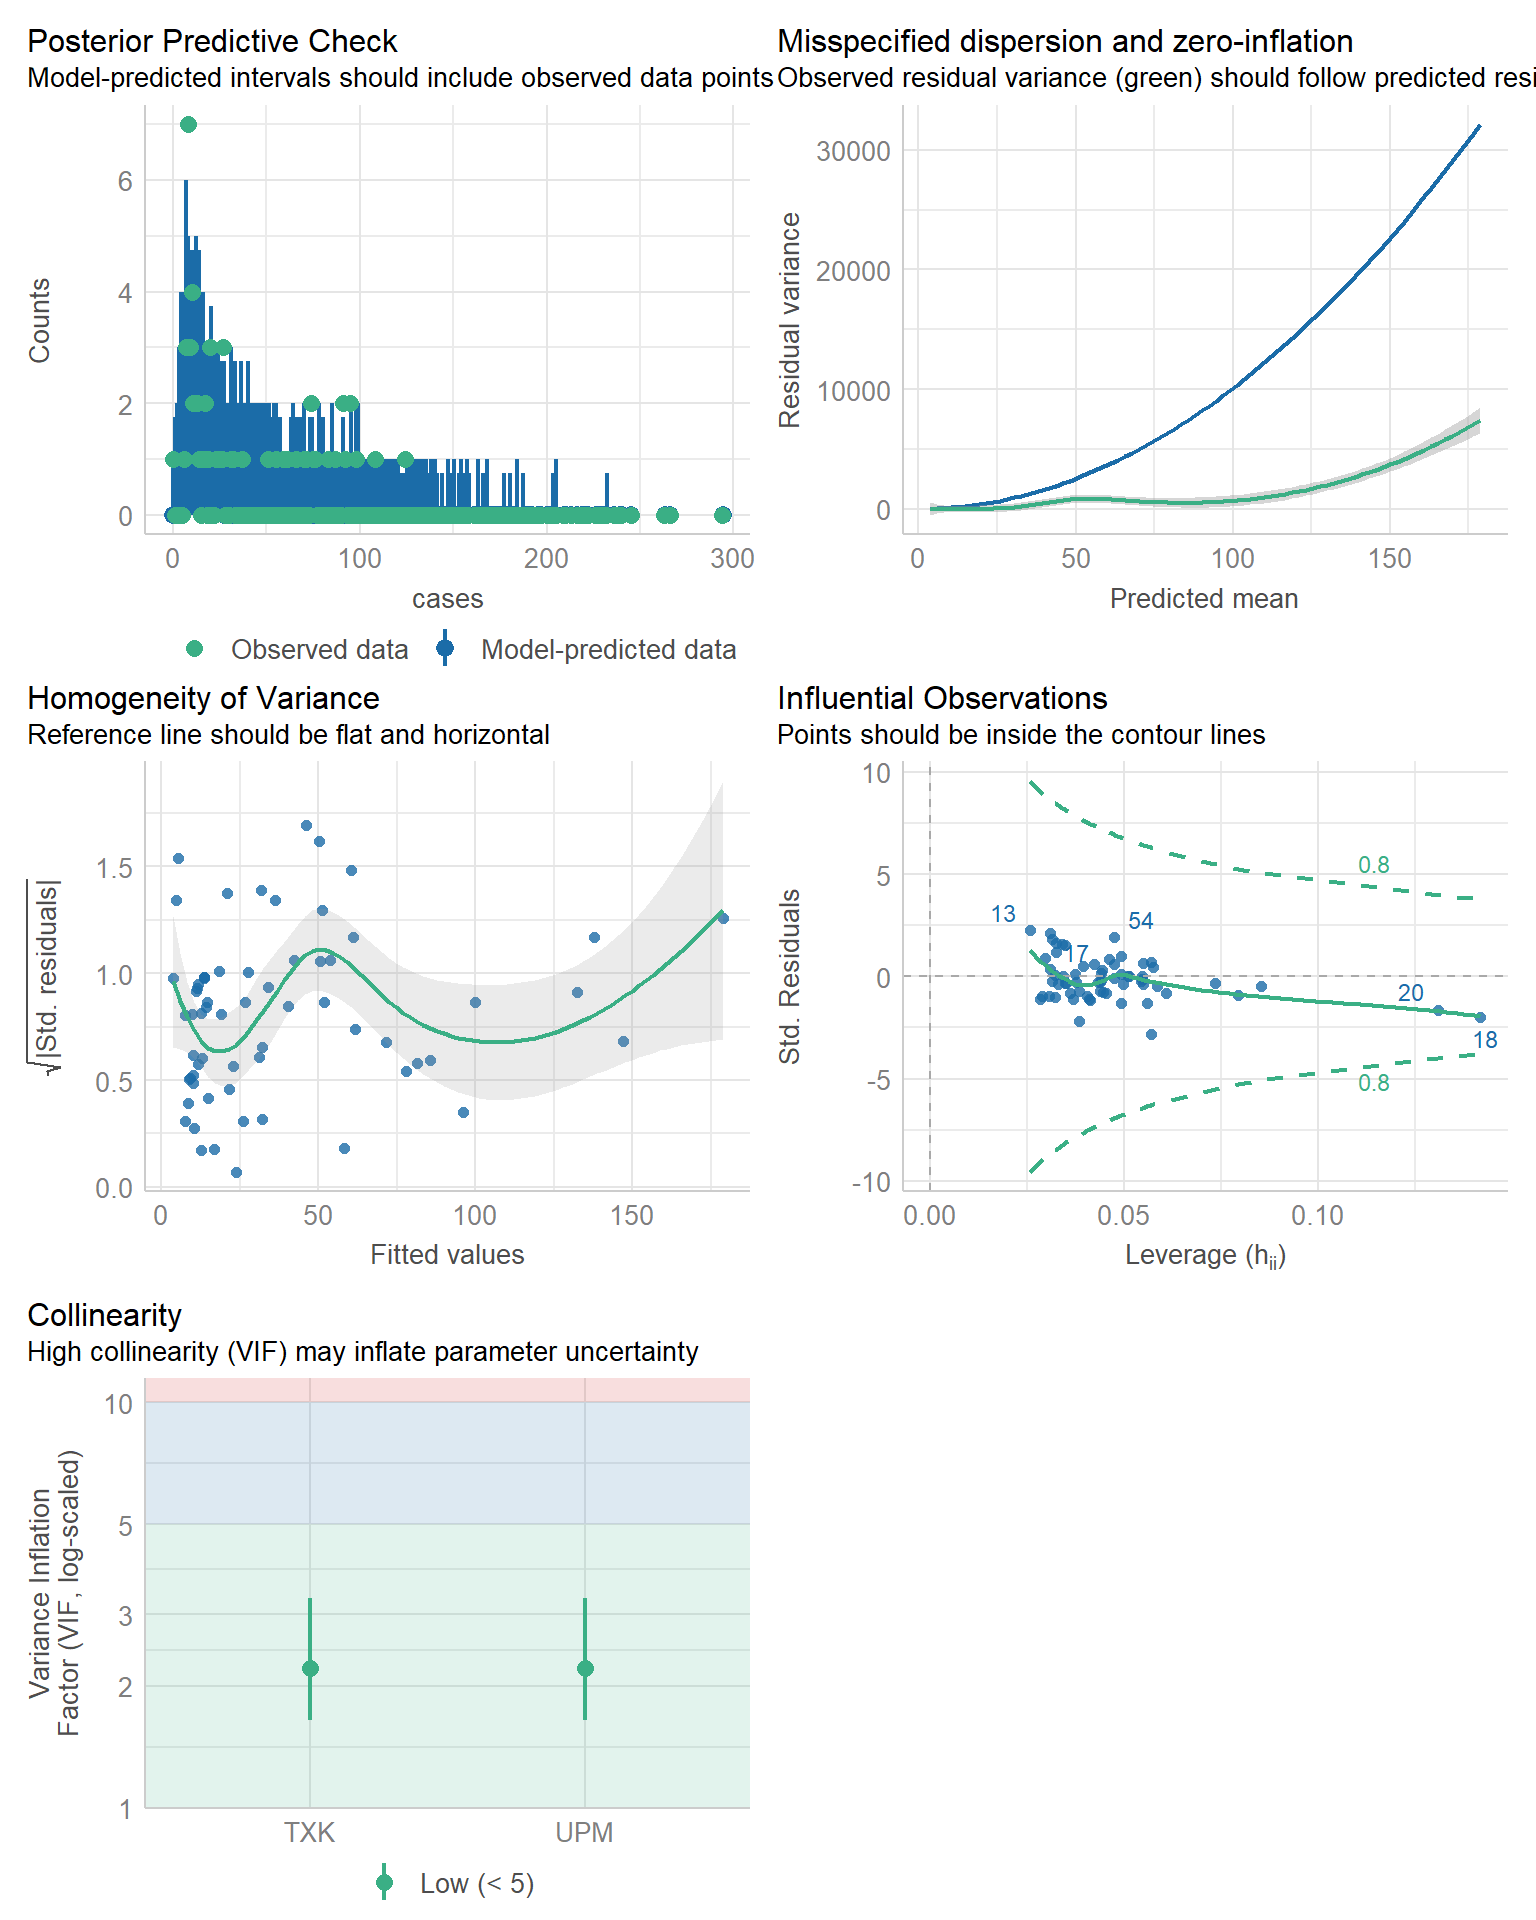 Posterior Predictive Check
Model-predicted intervals should include observed data points
Counts
6
4
2
0
0 100 200 300
cases
Observed data Model-predicted data
Misspecified dispersion and zero-inflation
Observed residual variance (green) should follow predicted resi
Residual variance
30000
20000
10000
0
0 50 100 150
Predicted mean
Homogeneity of Variance
Reference line should be flat and horizontal
√|Std. residuals|
1.5
1.0
0.5
0.0
0 50 100 150
Fitted values
Influential Observations
Points should be inside the contour lines
Std. Residuals
10
5
0
-5
-10
0.8
13
54
17
20
18
0.8
0.00 0.05 0.10
Leverage (hii)
Collinearity
High collinearity (VIF) may inflate parameter uncertainty
Variance Inflation
Factor (VIF, log-scaled)
10
5
3
2
1
TXK UPM
Low (< 5)